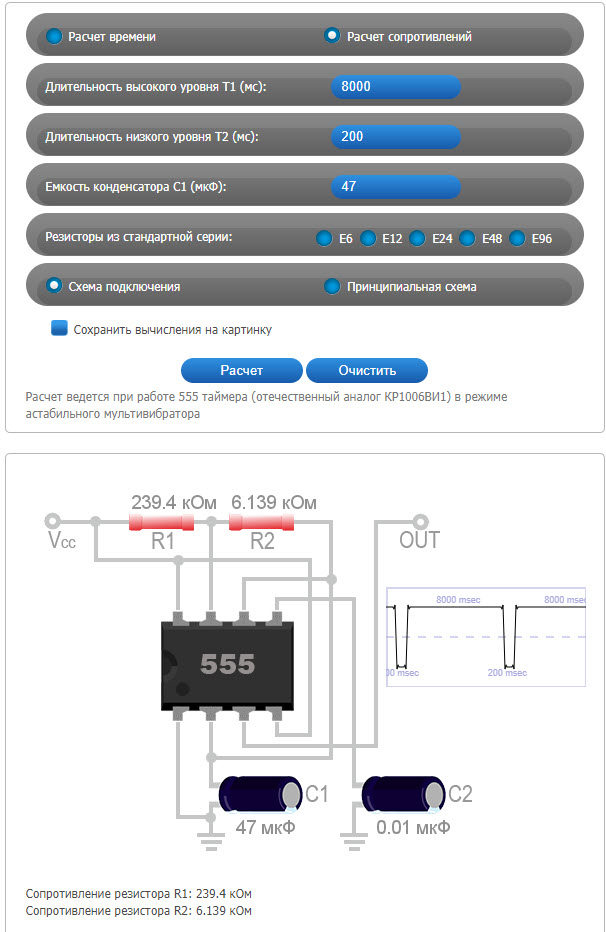 Расчет времени Расчет сопротивлений
Длительность высокого уровня T1 (мс): 8000
Длительность низкого уровня T2 (мс): 200
Емкость конденсатора C1 (мкФ): 47
Резисторы из стандартной серии: E6 E12 E24 E48 E96
Схема подключения Принципиальная схема
Сохранить вычисления на картинку
Расчет Очистить
Расчет ведется при работе 555 таймера (отечественный аналог КР1006ВИ1) в режиме
астабильного мультивибратора
239.4 кОм 6.139 кОм
Vcc R1 R2 OUT
8000 msec 8000 msec
555
00 msec 200 msec
C1 C2
47 мкФ 0.01 мкФ
Сопротивление резистора R1: 239.4 кОм
Сопротивление резистора R2: 6.139 кОм